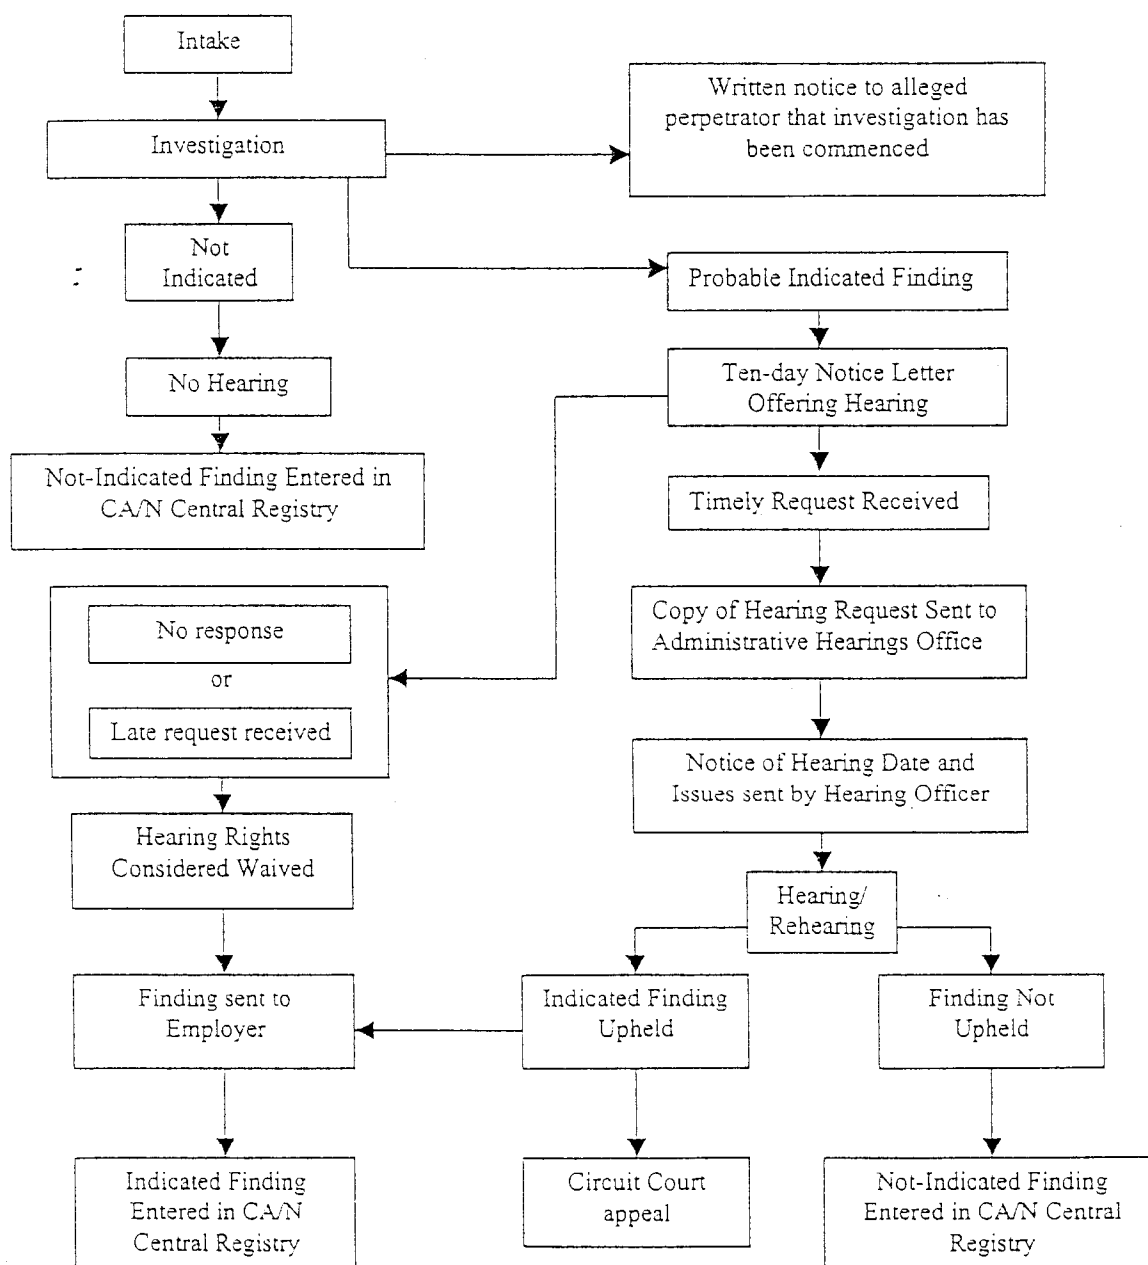 Intake
Investigation
Written notice to alleged
perpetrator that investigation has
been commenced
Not
Indicated
Probable Indicated Finding
No Hearing
Ten-day Notice Letter
Offering Hearing
Not-Indicated Finding Entered in
CA/N Central Registry
Timely Request Received
No response
or
Late request received
Copy of Hearing Request Sent to
Administrative Hearings Office
Notice of Hearing Date and
Issues sent by Hearing Officer
Hearing Rights
Considered Waived
Hearing/
Rehearing
Finding sent to
Employer
Indicated Finding
Upheld
Finding Not
Upheld
Indicated Finding
Entered in CA/N
Central Registry
Circuit Court
appeal
Not-Indicated Finding
Entered in CA/N Central
Registry